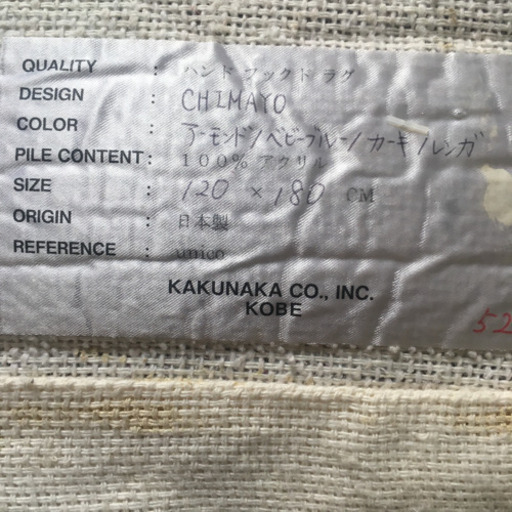 QUALITY : ハンドフックドラグ
DESIGN : CHIMAYO
COLOR : アーモンド/ベビーブルー/カーキ/レンガ
PILE CONTENT : 100% アクリル
SIZE : 120 × 180 CM
ORIGIN : 日本製
REFERENCE : unico
KAKUNAKA CO., INC.
KOBE
52